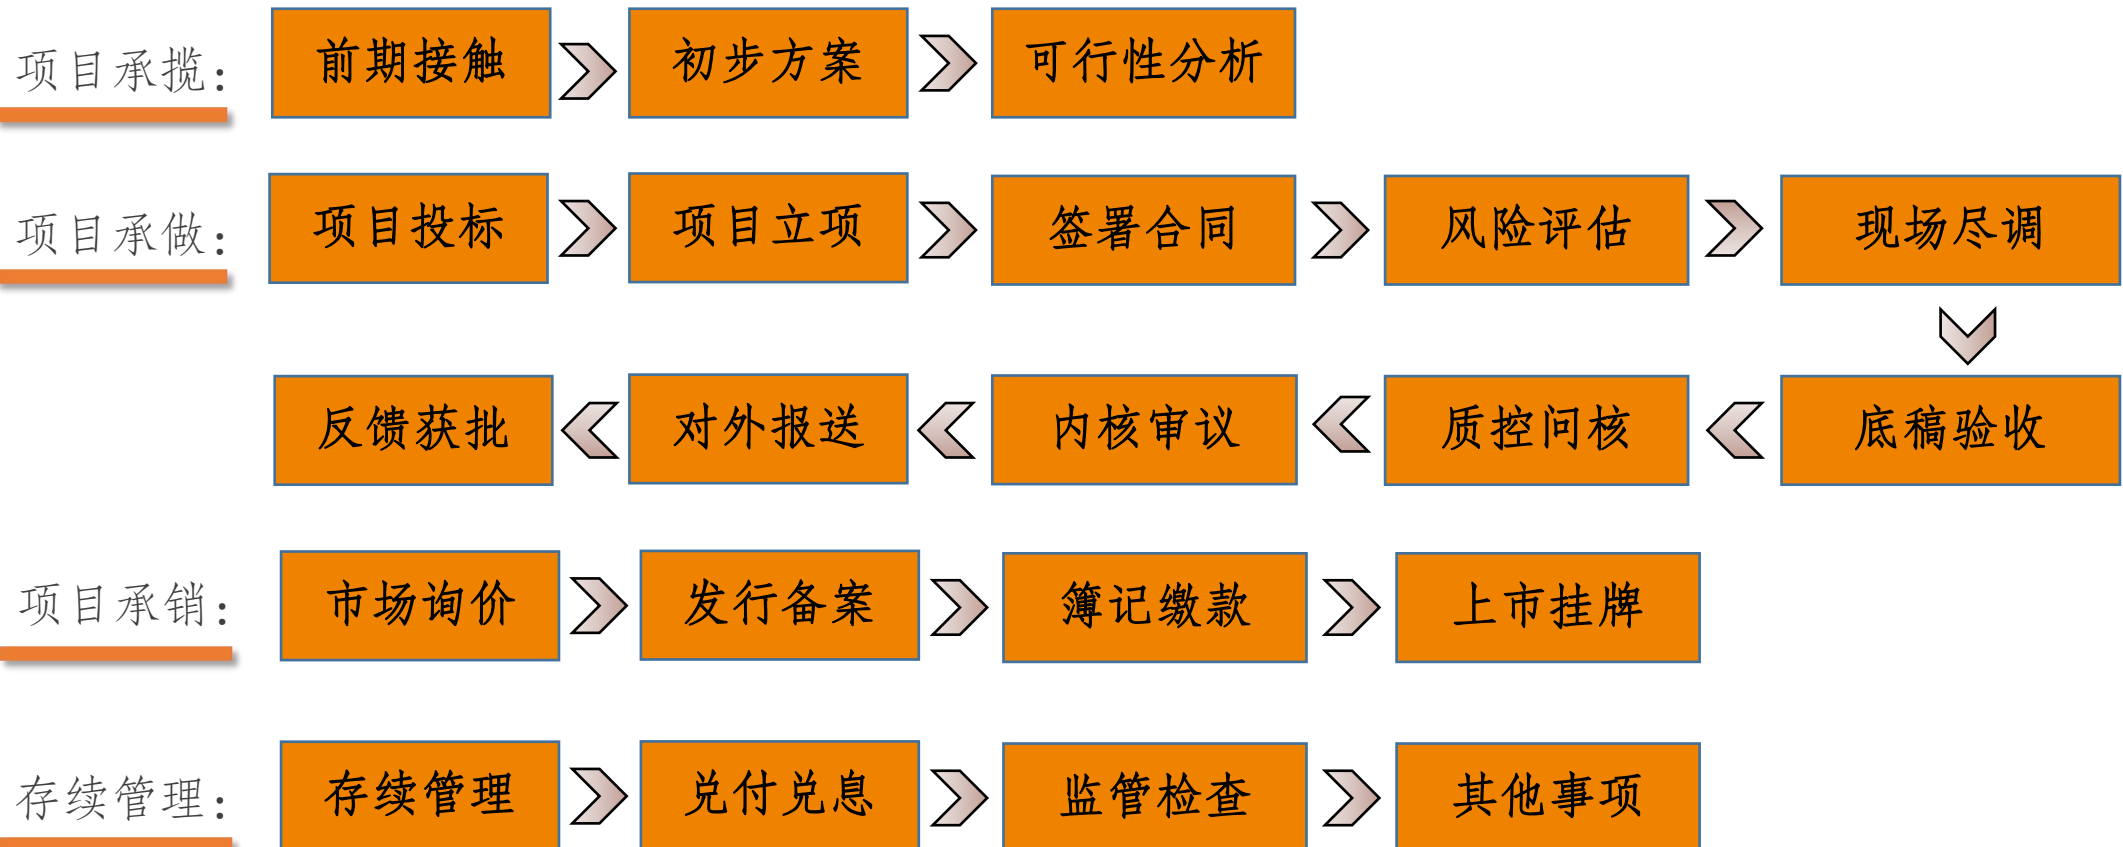 项目承揽： 前期接触 初步方案 可行性分析
项目承做： 项目投标 项目立项 签署合同 风险评估 现场尽调
反馈获批 对外报送 内核审议 质控问核 底稿验收
项目承销： 市场询价 发行备案 簿记缴款 上市挂牌
存续管理： 存续管理 兑付兑息 监管检查 其他事项